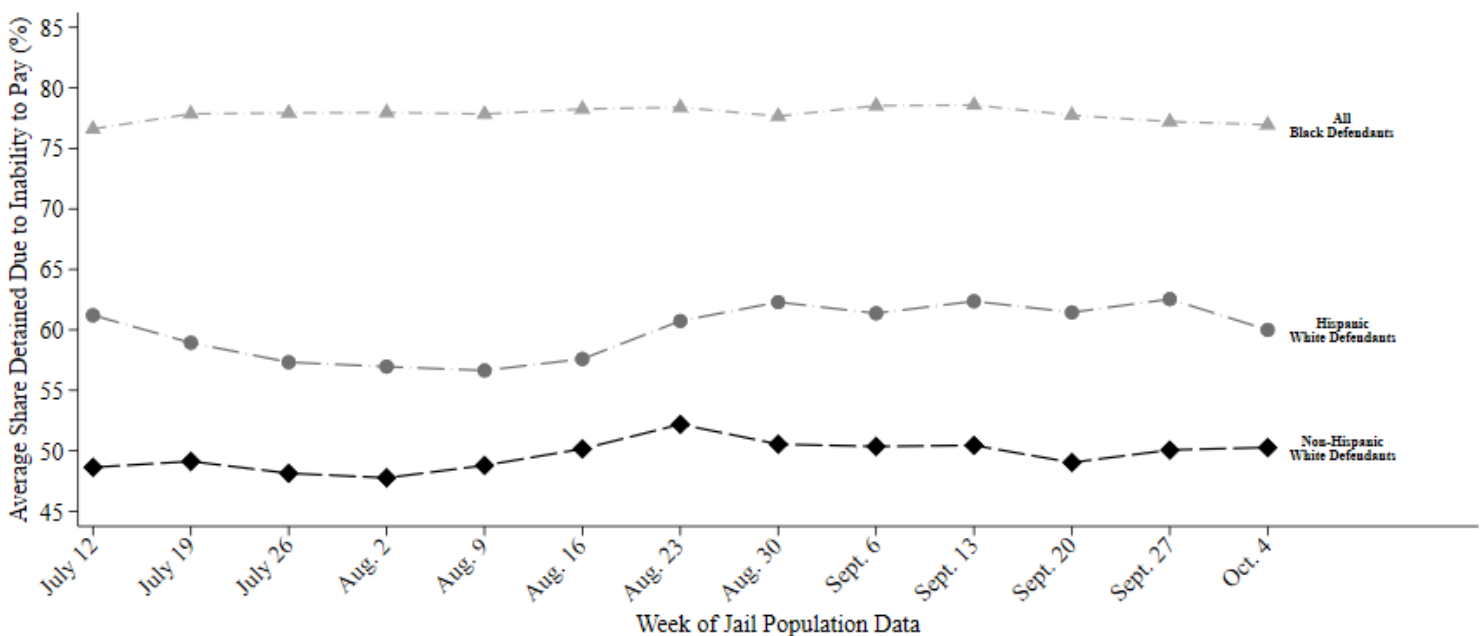 Average Share Detained Due to Inability to Pay (%)
85
80
75
70
65
60
55
50
45
All
Black Defendants
Hispanic
White Defendants
Non-Hispanic
White Defendants
July 12
July 19
July 26
Aug. 2
Aug. 9
Aug. 16
Aug. 23
Aug. 30
Sept. 6
Sept. 13
Sept. 20
Sept. 27
Oct. 4
Week of Jail Population Data